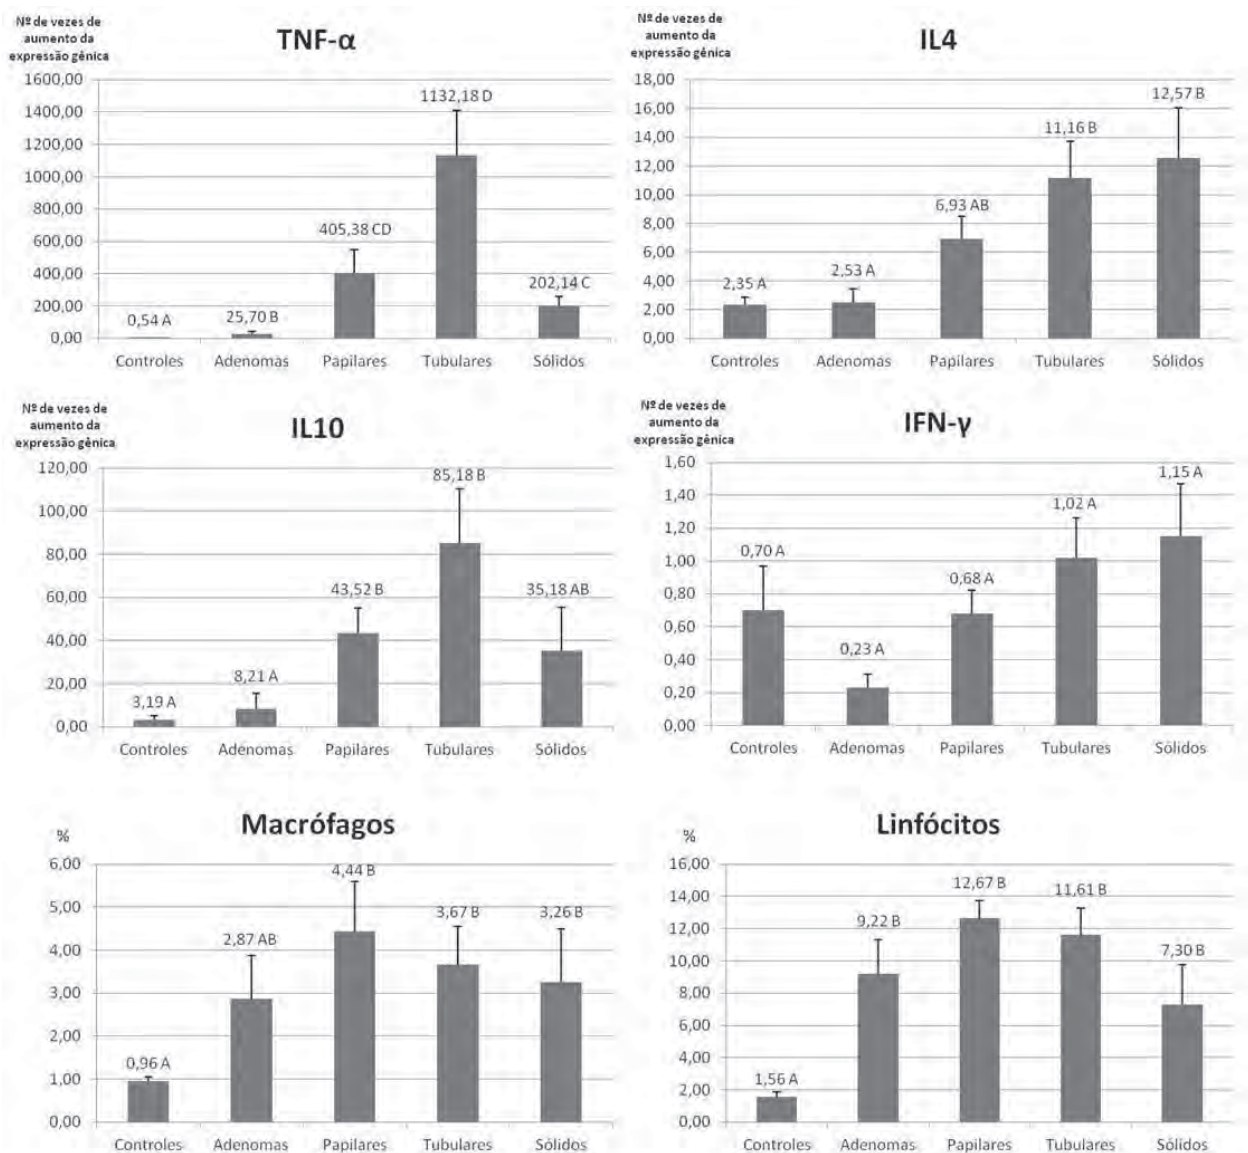 Nº de vezes de
aumento da
expressão gênica
TNF-α
1600,00
1400,00
1200,00
1000,00
800,00
600,00
400,00
200,00
0,00
0,54 A
25,70 B
405,38 CD
1132,18 D
202,14 C
Controles Adenomas Papilares Tubulares Sólidos
Nº de vezes de
aumento da
expressão gênica
IL4
18,00
16,00
14,00
12,00
10,00
8,00
6,00
4,00
2,00
0,00
2,35 A
2,53 A
6,93 AB
11,16 B
12,57 B
Controles Adenomas Papilares Tubulares Sólidos
Nº de vezes de
aumento da
expressão gênica
IL10
120,00
100,00
80,00
60,00
40,00
20,00
0,00
3,19 A
8,21 A
43,52 B
85,18 B
35,18 AB
Controles Adenomas Papilares Tubulares Sólidos
Nº de vezes de
aumento da
expressão gênica
IFN-γ
1,60
1,40
1,20
1,00
0,80
0,60
0,40
0,20
0,00
0,70 A
0,23 A
0,68 A
1,02 A
1,15 A
Controles Adenomas Papilares Tubulares Sólidos
Macrófagos
%
6,00
5,00
4,00
3,00
2,00
1,00
0,00
0,96 A
2,87 AB
4,44 B
3,67 B
3,26 B
Controles Adenomas Papilares Tubulares Sólidos
Linfócitos
%
16,00
14,00
12,00
10,00
8,00
6,00
4,00
2,00
0,00
1,56 A
9,22 B
12,67 B
11,61 B
7,30 B
Controles Adenomas Papilares Tubulares Sólidos